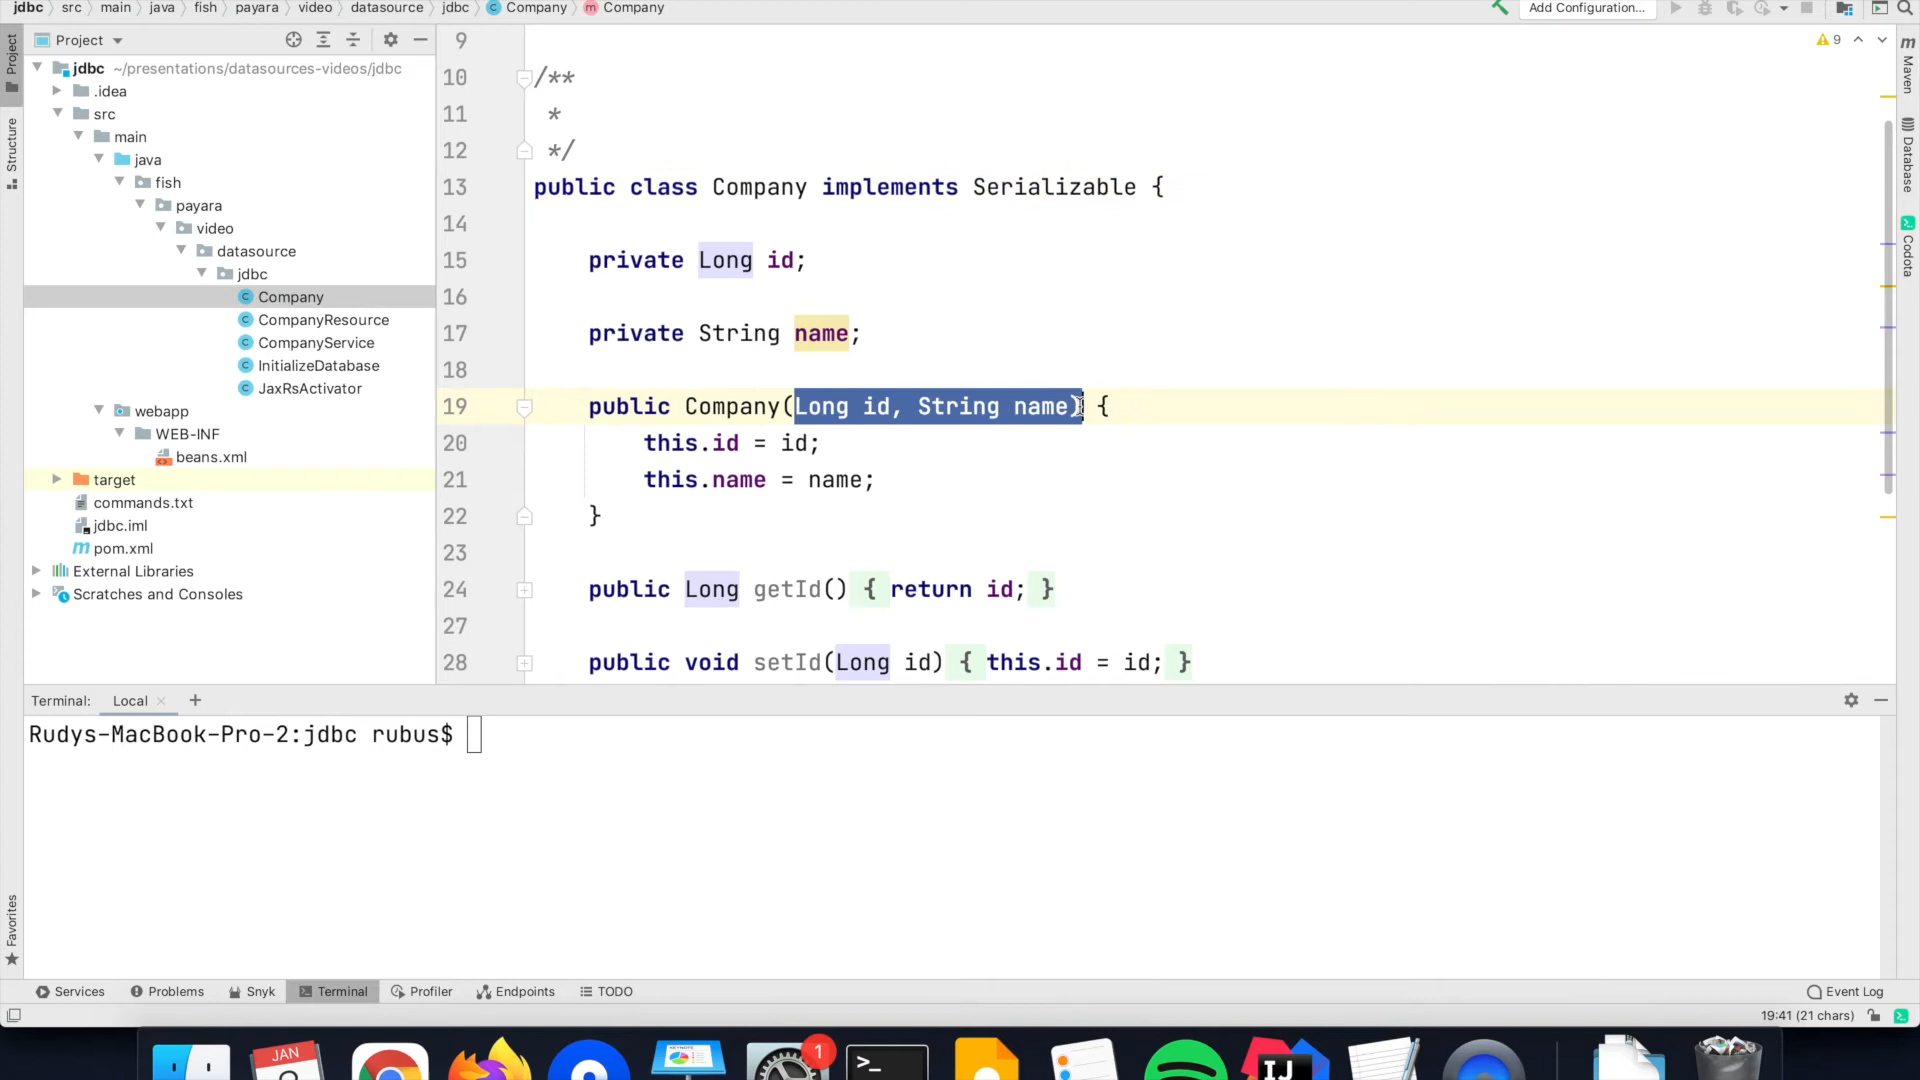 jdbc src main java fish payara video datasource jdbc Company Company
Add Configuration...
Project
9
jdbc ~/presentations/datasources-videos/jdbc
.idea
src
main
java
fish
payara
video
datasource
jdbc
Company
CompanyResource
CompanyService
InitializeDatabase
JaxRsActivator
webapp
WEB-INF
beans.xml
target
commands.txt
jdbc.iml
pom.xml
External Libraries
Scratches and Consoles
9
10 /**
11 *
12 */
13 public class Company implements Serializable {
14
15 private Long id;
16
17 private String name;
18
19 public Company(Long id, String name) {
20 this.id = id;
21 this.name = name;
22 }
23
24 public Long getId() { return id; }
27
28 public void setId(Long id) { this.id = id; }
Project
Structure
Favorites
Maven
Database
Codota
Terminal: Local +
Rudys-MacBook-Pro-2:jdbc rubus$
Services Problems Snyk Terminal Profiler Endpoints TODO
Event Log
19:41 (21 chars)
JAN
1
>_
IJ